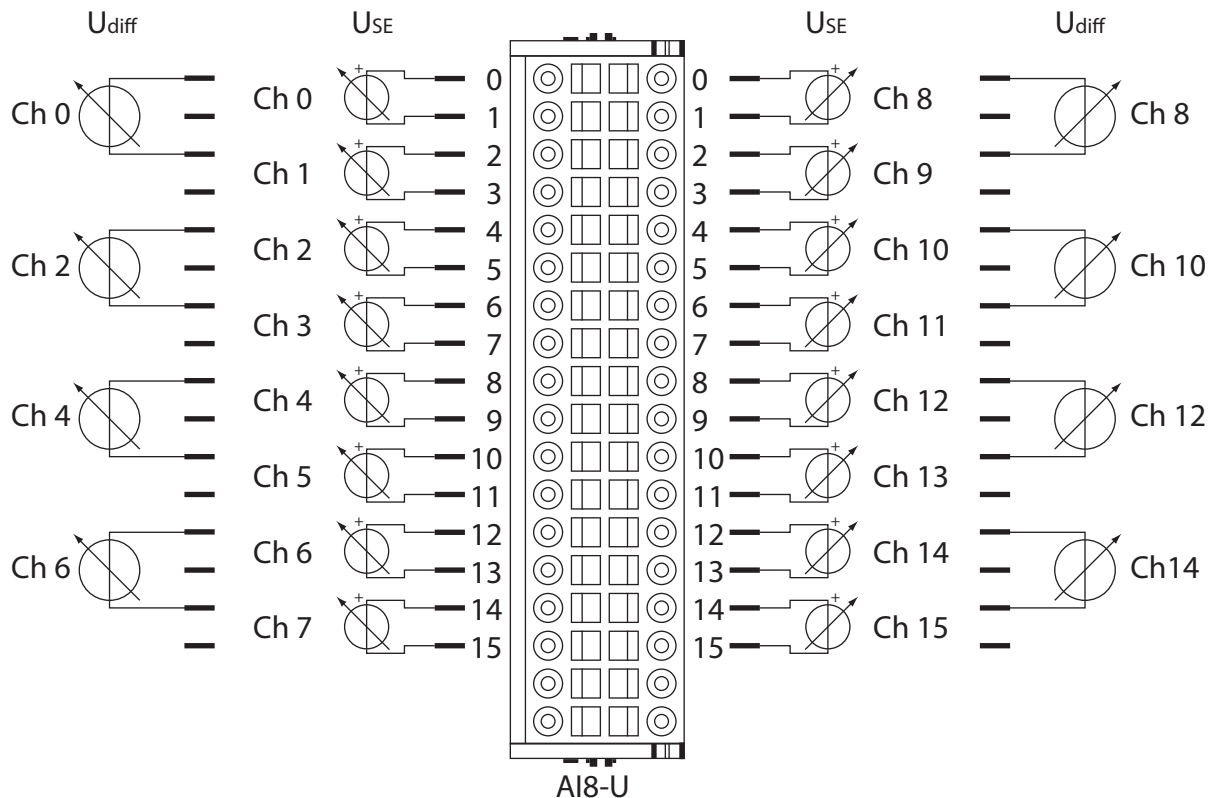 Udiff USE USE Udiff
0 0
Ch 0 Ch 0 Ch 8 Ch 8
1 1
2 2
Ch 1 Ch 9
3 3
4 4
Ch 2 Ch 2 Ch 10 Ch 10
5 5
6 6
Ch 3 Ch 11
7 7
8 8
Ch 4 Ch 4 Ch 12 Ch 12
9 9
10 10
Ch 5 Ch 13
11 11
12 12
Ch 6 Ch 6 Ch 14 Ch14
13 13
14 14
Ch 7 Ch 15
15 15
AI8-U